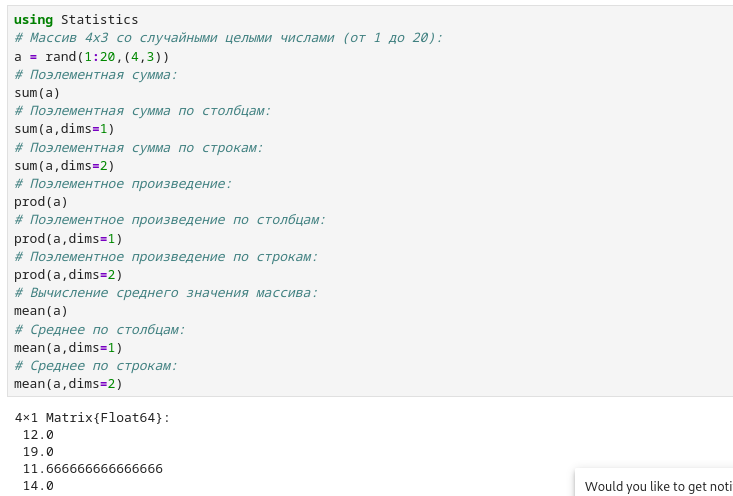 using Statistics
# Массив 4x3 со случайными целыми числами (от 1 до 20):
a = rand(1:20,(4,3))
# Поэлементная сумма:
sum(a)
# Поэлементная сумма по столбцам:
sum(a,dims=1)
# Поэлементная сумма по строкам:
sum(a,dims=2)
# Поэлементное произведение:
prod(a)
# Поэлементное произведение по столбцам:
prod(a,dims=1)
# Поэлементное произведение по строкам:
prod(a,dims=2)
# Вычисление среднего значения массива:
mean(a)
# Среднее по столбцам:
mean(a,dims=1)
# Среднее по строкам:
mean(a,dims=2)
4×1 Matrix{Float64}:
12.0
19.0
11.666666666666666
14.0
Would you like to get noti